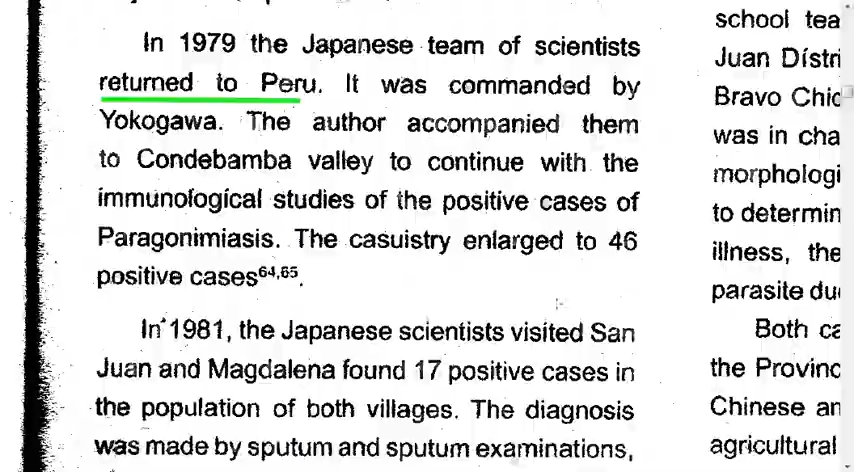 In 1979 the Japanese team of scientists
returned to Peru. It was commanded by
Yokogawa. The author accompanied them
to Condebamba valley to continue with the
immunological studies of the positive cases of
Paragonimiasis. The casuistry enlarged to 46
positive cases64,65.
In 1981, the Japanese scientists visited San
Juan and Magdalena found 17 positive cases in
the population of both villages. The diagnosis
was made by sputum and sputum examinations,
school tea
Juan Dístri
Bravo Chic
was in cha
morphologi
to determin
illness, the
parasite du
Both ca
the Provinc
Chinese an
agricultural